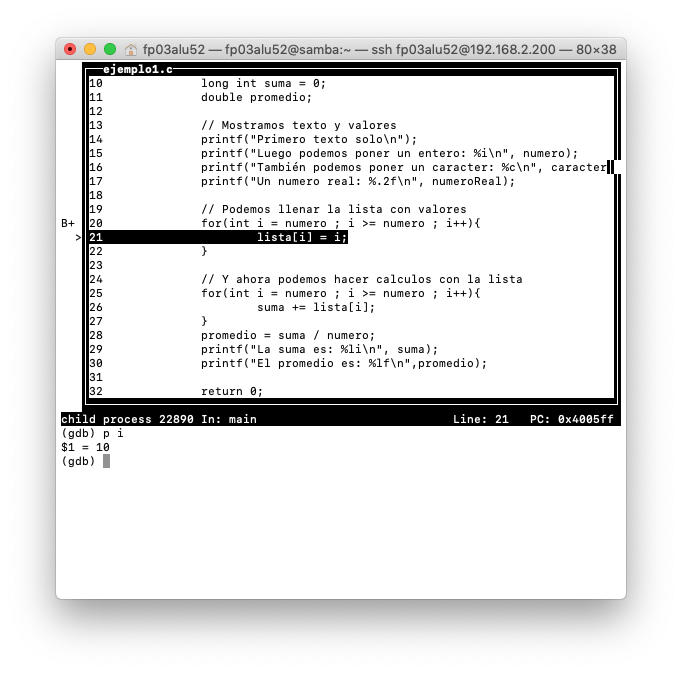 fp03alu52 — fp03alu52@samba:~ — ssh fp03alu52@192.168.2.200 — 80×38
ejemplo1.c
10 long int suma = 0;
11 double promedio;
12
13 // Mostramos texto y valores
14 printf("Primero texto solo\n");
15 printf("Luego podemos poner un entero: %i\n", numero);
16 printf("También podemos poner un caracter: %c\n", caracter
17 printf("Un numero real: %.2f\n", numeroReal);
18
19 // Podemos llenar la lista con valores
B+ 20 for(int i = numero ; i >= numero ; i++){
> 21 lista[i] = i;
22 }
23
24 // Y ahora podemos hacer calculos con la lista
25 for(int i = numero ; i >= numero ; i++){
26 suma += lista[i];
27 }
28 promedio = suma / numero;
29 printf("La suma es: %li\n", suma);
30 printf("El promedio es: %lf\n",promedio);
31
32 return 0;
child process 22890 In: main Line: 21 PC: 0x4005ff
(gdb) p i
$1 = 10
(gdb)